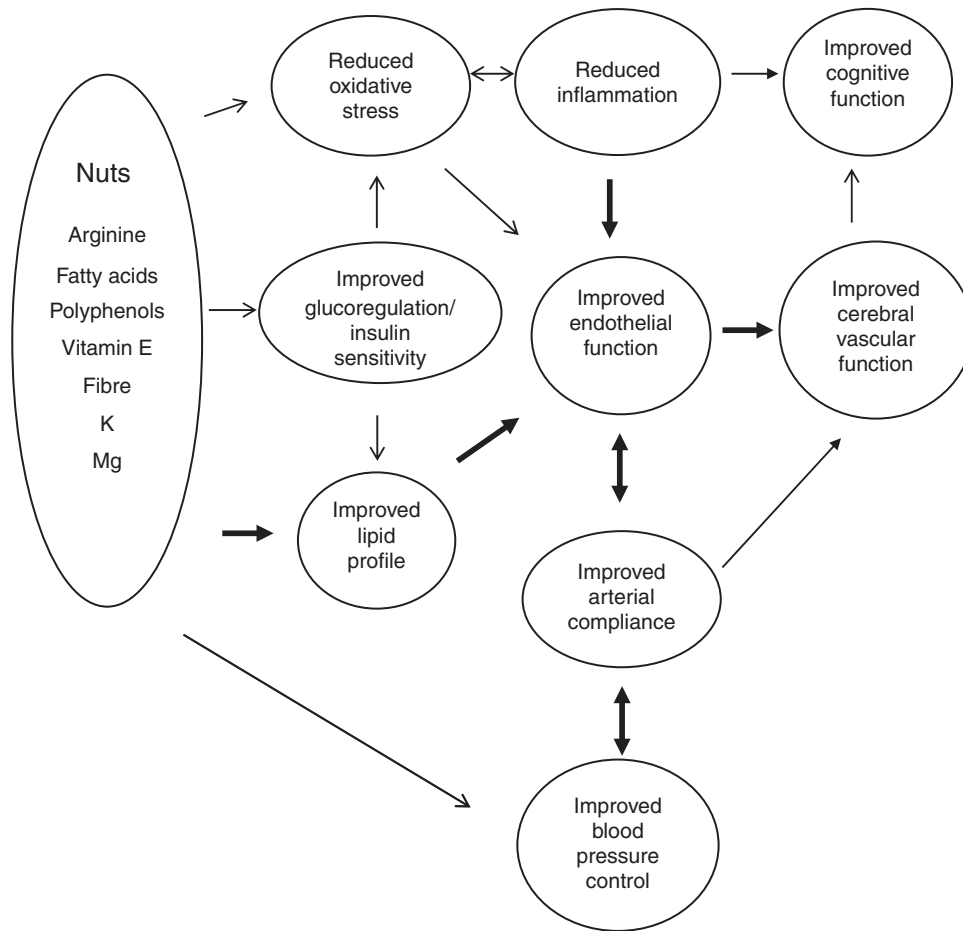 Nuts
Arginine
Fatty acids
Polyphenols
Vitamin E
Fibre
K
Mg
Reduced
oxidative
stress
Reduced
inflammation
Improved
cognitive
function
Improved
glucoregulation/
insulin
sensitivity
Improved
endothelial
function
Improved
cerebral
vascular
function
Improved
lipid
profile
Improved
arterial
compliance
Improved
blood
pressure
control